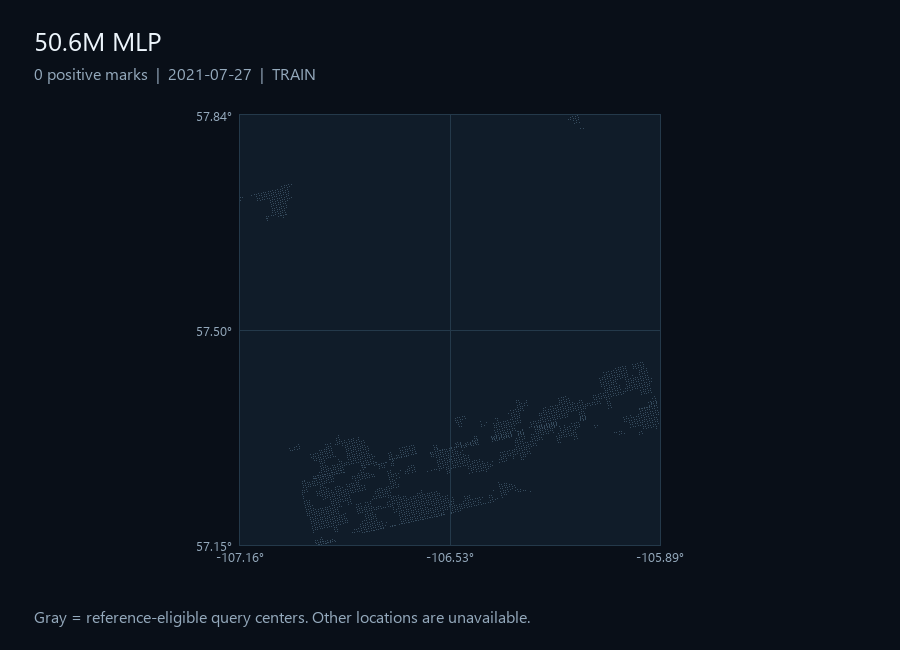 50.6M MLP
0 positive marks | 2021-07-27 | TRAIN
57.84°
57.50°
57.15°
-107.16°
-106.53°
-105.89°
Gray = reference-eligible query centers. Other locations are unavailable.